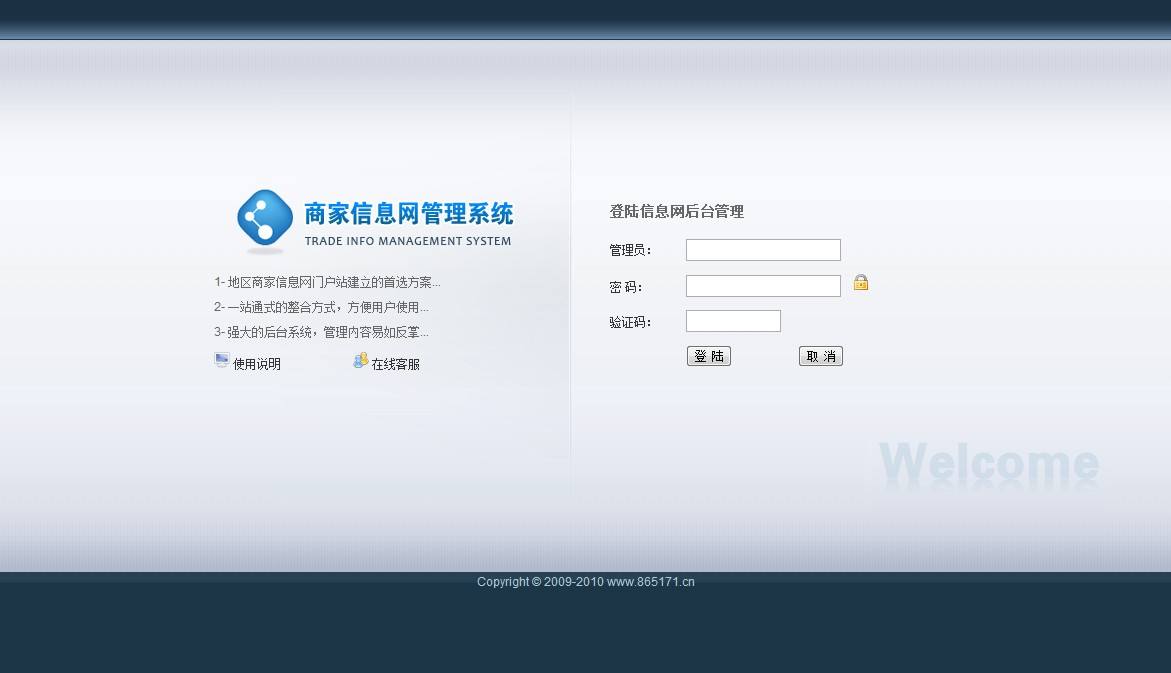 商家信息网管理系统
TRADE INFO MANAGEMENT SYSTEM
1- 地区商家信息网门户站建立的首选方案...
2- 一站通式的整合方式，方便用户使用...
3- 强大的后台系统，管理内容易如反掌...
使用说明
在线客服
登陆信息网后台管理
管理员：
密 码：
验证码：
登 陆
取 消
Welcome
Copyright © 2009-2010 www.865171.cn